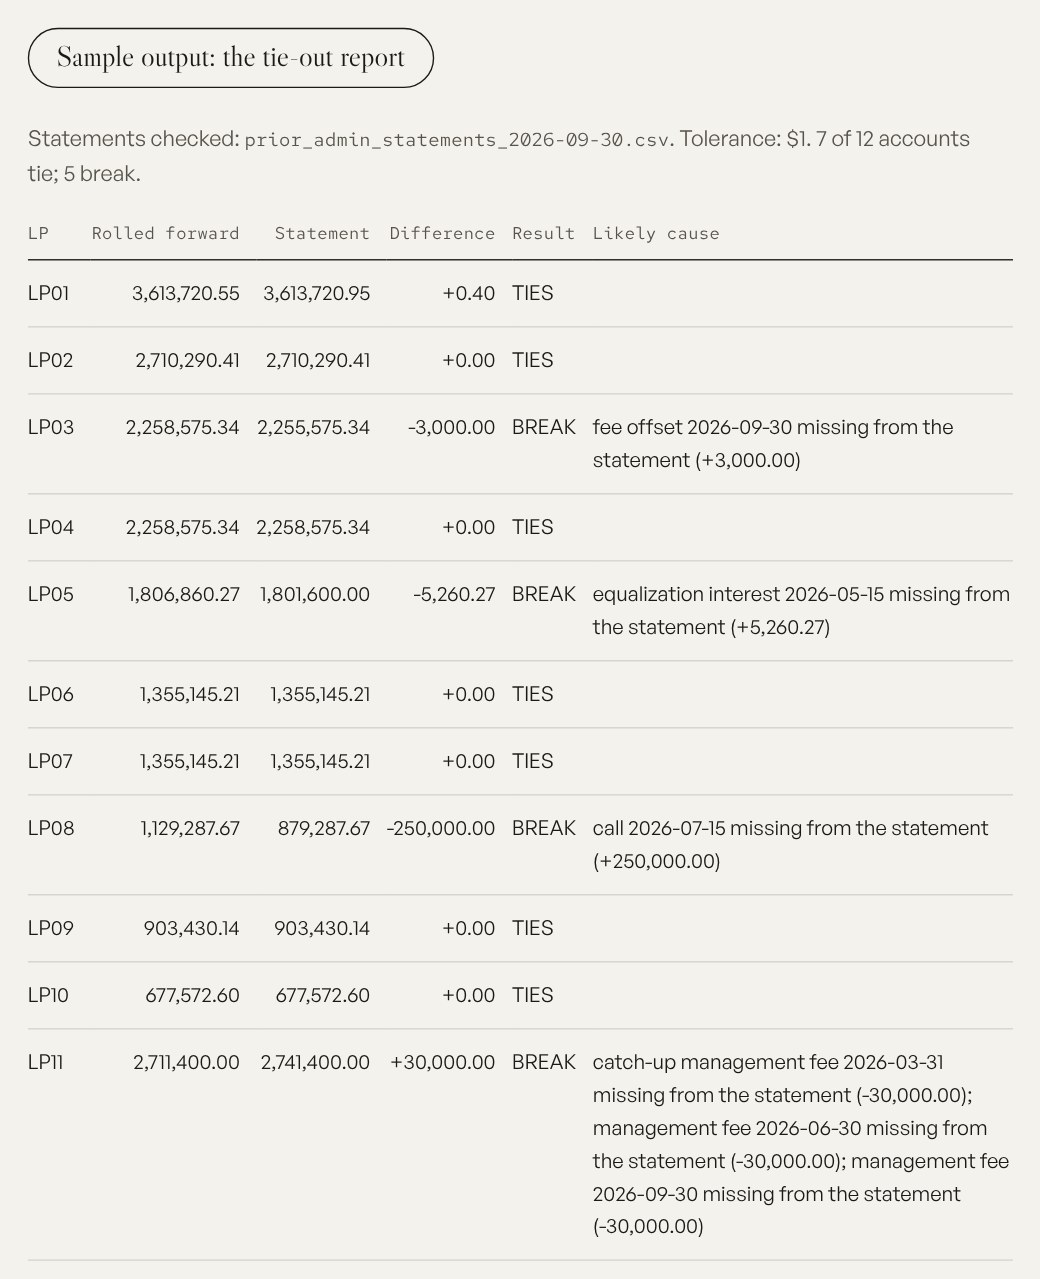 Sample output: the tie-out report
Statements checked: prior_admin_statements_2026-09-30.csv. Tolerance: $1. 7 of 12 accounts
tie; 5 break.
LP Rolled forward Statement Difference Result Likely cause
LP01 3,613,720.55 3,613,720.95 +0.40 TIES
LP02 2,710,290.41 2,710,290.41 +0.00 TIES
LP03 2,258,575.34 2,255,575.34 -3,000.00 BREAK fee offset 2026-09-30 missing from the
statement (+3,000.00)
LP04 2,258,575.34 2,258,575.34 +0.00 TIES
LP05 1,806,860.27 1,801,600.00 -5,260.27 BREAK equalization interest 2026-05-15 missing from
the statement (+5,260.27)
LP06 1,355,145.21 1,355,145.21 +0.00 TIES
LP07 1,355,145.21 1,355,145.21 +0.00 TIES
LP08 1,129,287.67 879,287.67 -250,000.00 BREAK call 2026-07-15 missing from the statement
(+250,000.00)
LP09 903,430.14 903,430.14 +0.00 TIES
LP10 677,572.60 677,572.60 +0.00 TIES
LP11 2,711,400.00 2,741,400.00 +30,000.00 BREAK catch-up management fee 2026-03-31
missing from the statement (-30,000.00);
management fee 2026-06-30 missing from
the statement (-30,000.00); management fee
2026-09-30 missing from the statement
(-30,000.00)